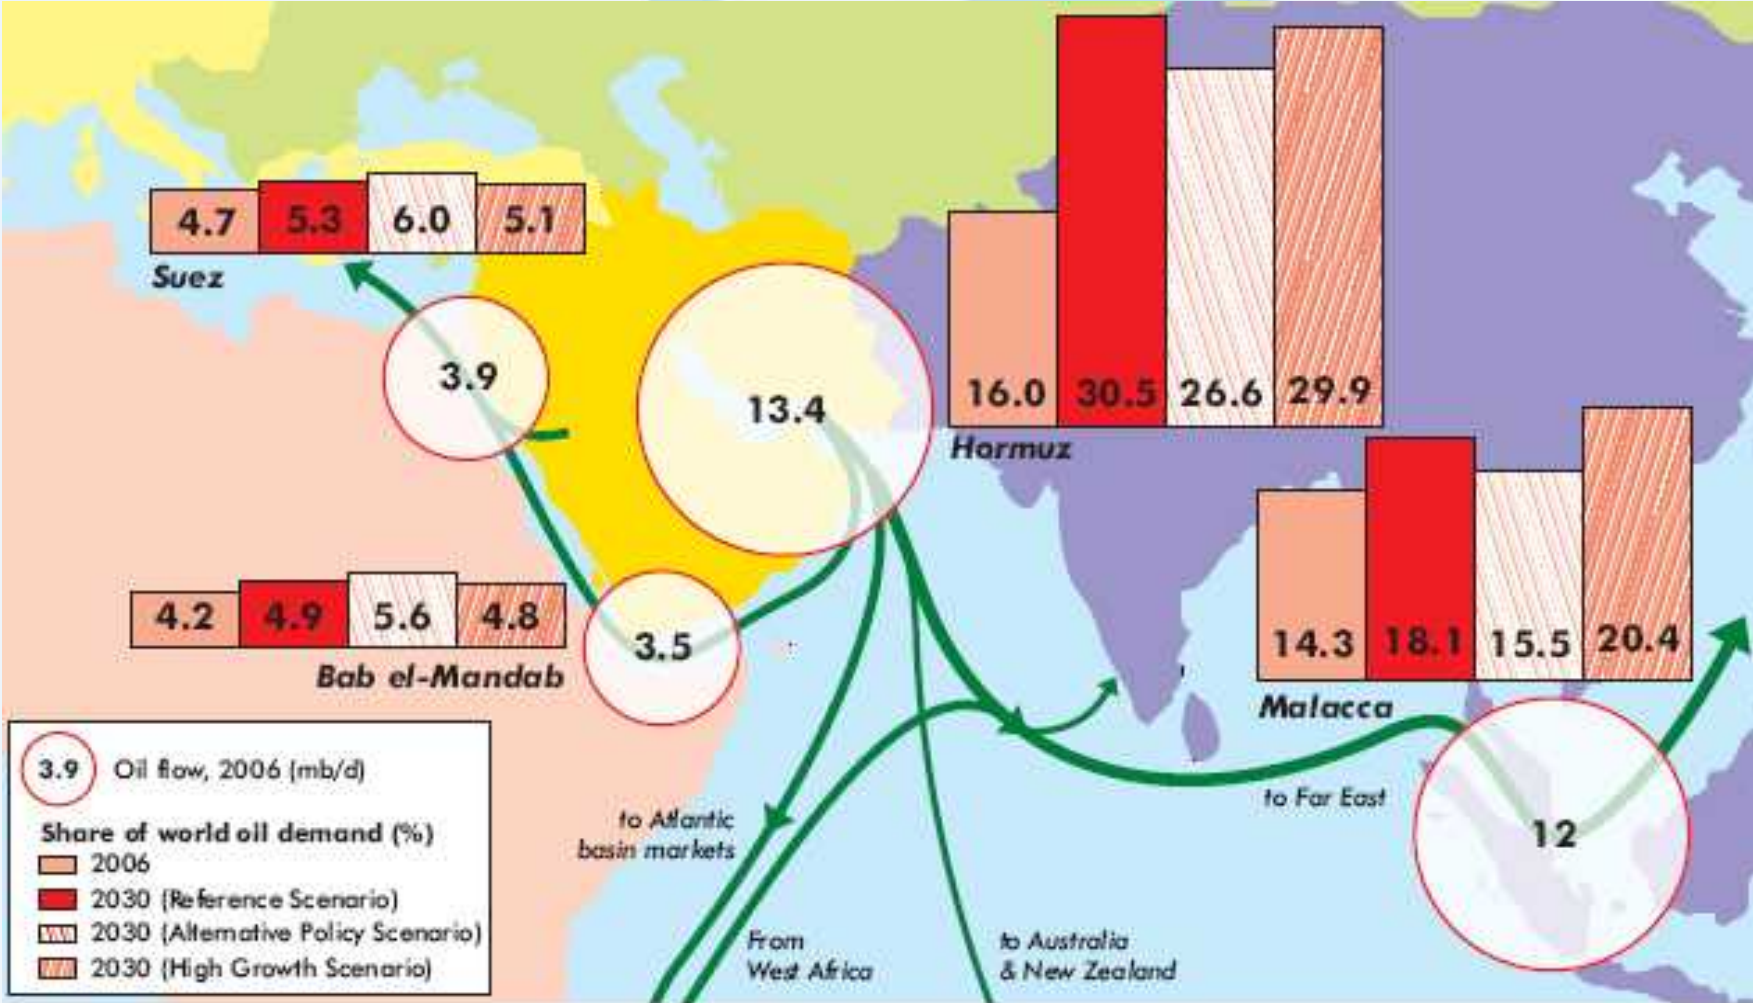 4.7 5.3 6.0 5.1
Suez
3.9
13.4
16.0 30.5 26.6 29.9
Hormuz
4.2 4.9 5.6 4.8
Bab el-Mandab
3.5
14.3 18.1 15.5 20.4
Malacca
12
to Far East
to Atlantic
basin markets
From
West Africa
to Australia
& New Zealand
3.9 Oil flow, 2006 (mb/d)
Share of world oil demand (%)
2006
2030 (Reference Scenario)
2030 (Alternative Policy Scenario)
2030 (High Growth Scenario)